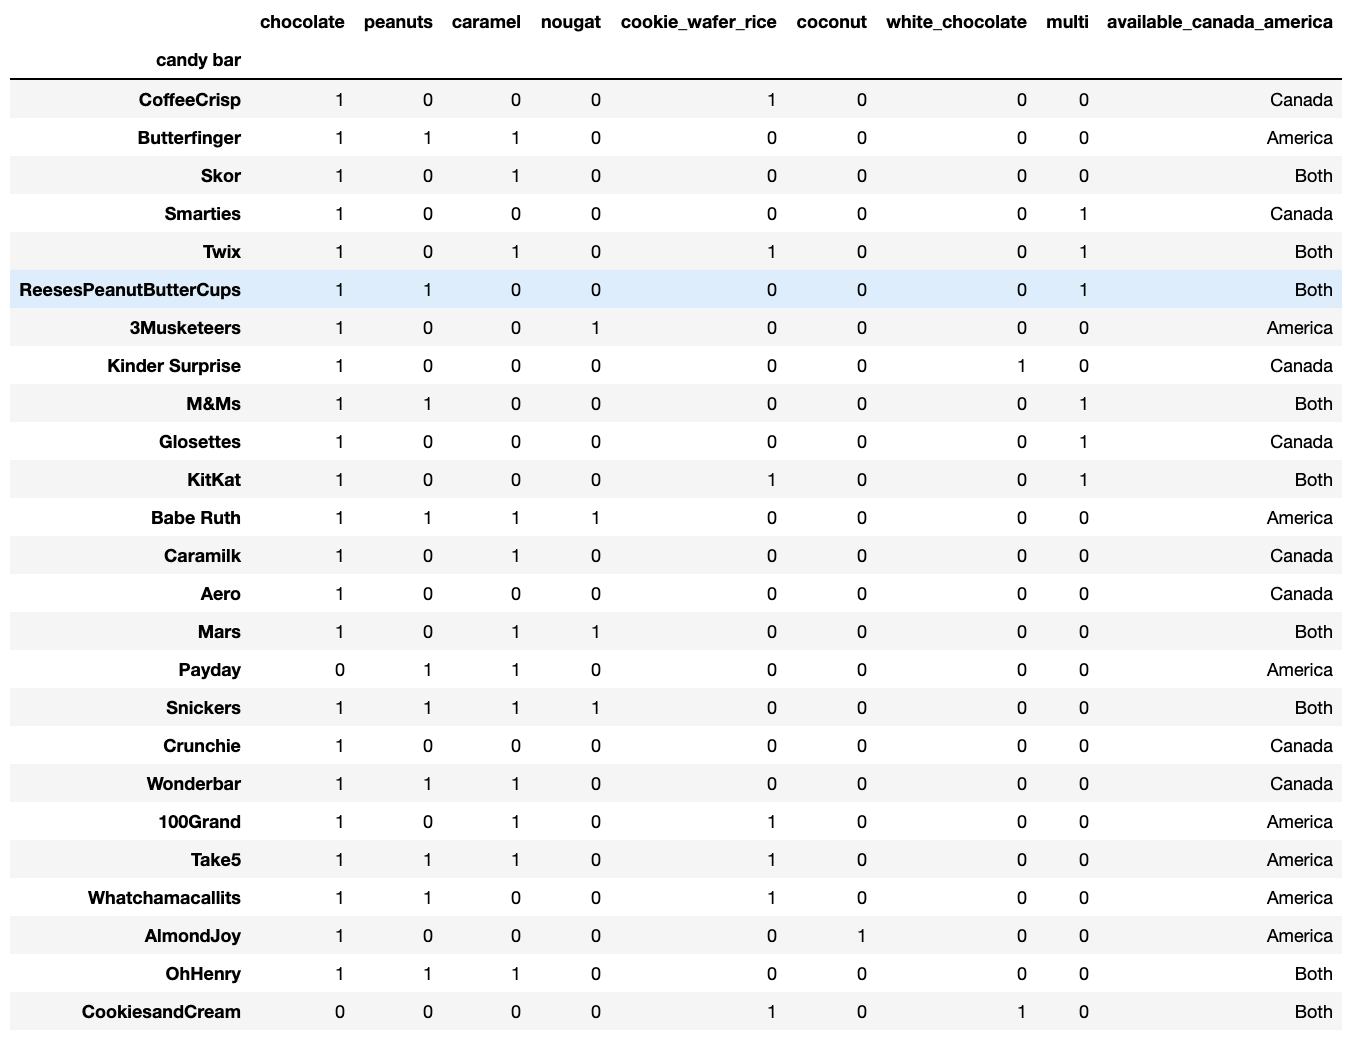 chocolate peanuts caramel nougat cookie_wafer_rice coconut white_chocolate multi available_canada_america
candy bar
CoffeeCrisp 1 0 0 0 1 0 0 0 Canada
Butterfinger 1 1 1 0 0 0 0 0 America
Skor 1 0 1 0 0 0 0 0 Both
Smarties 1 0 0 0 0 0 0 1 Canada
Twix 1 0 1 0 1 0 0 1 Both
ReesesPeanutButterCups 1 1 0 0 0 0 0 1 Both
3Musketeers 1 0 0 1 0 0 0 0 America
Kinder Surprise 1 0 0 0 0 0 1 0 Canada
M&Ms 1 1 0 0 0 0 0 1 Both
Glosettes 1 0 0 0 0 0 0 1 Canada
KitKat 1 0 0 0 1 0 0 1 Both
Babe Ruth 1 1 1 1 0 0 0 0 America
Caramilk 1 0 1 0 0 0 0 0 Canada
Aero 1 0 0 0 0 0 0 0 Canada
Mars 1 0 1 1 0 0 0 0 Both
Payday 0 1 1 0 0 0 0 0 America
Snickers 1 1 1 1 0 0 0 0 Both
Crunchie 1 0 0 0 0 0 0 0 Canada
Wonderbar 1 1 1 0 0 0 0 0 Canada
100Grand 1 0 1 0 1 0 0 0 America
Take5 1 1 1 0 1 0 0 0 America
Whatchamacallits 1 1 0 0 1 0 0 0 America
AlmondJoy 1 0 0 0 0 1 0 0 America
OhHenry 1 1 1 0 0 0 0 0 Both
CookiesandCream 0 0 0 0 1 0 1 0 Both